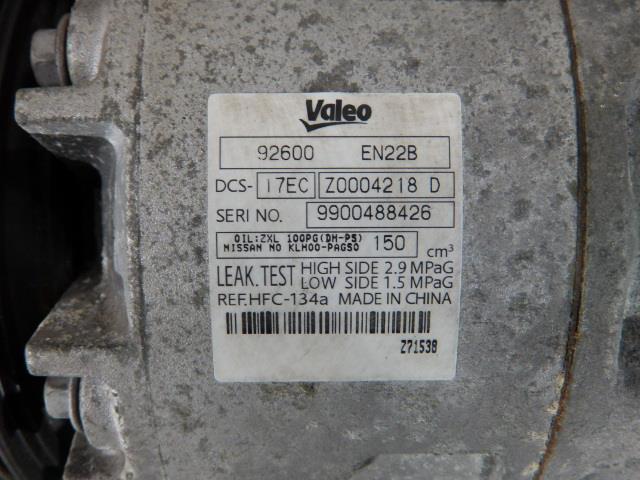 Valeo
92600 EN22B
DCS- 17EC Z0004218 D
SERI NO. 9900488426
OIL:ZXL 100PG(DH-PS) 150 cm³
NISSAN NO KLH00-PAGS0
LEAK.TEST HIGH SIDE 2.9 MPaG
LOW SIDE 1.5 MPaG
REF.HFC-134a MADE IN CHINA
Z71538